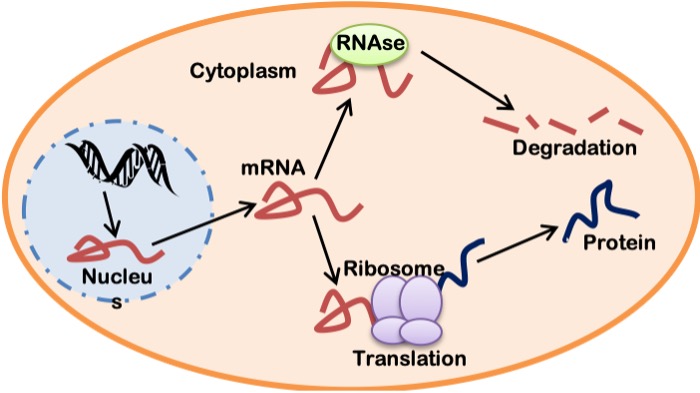 RNAse
Cytoplasm
Degradation
mRNA
Nucleu
s
Ribosome
Protein
Translation